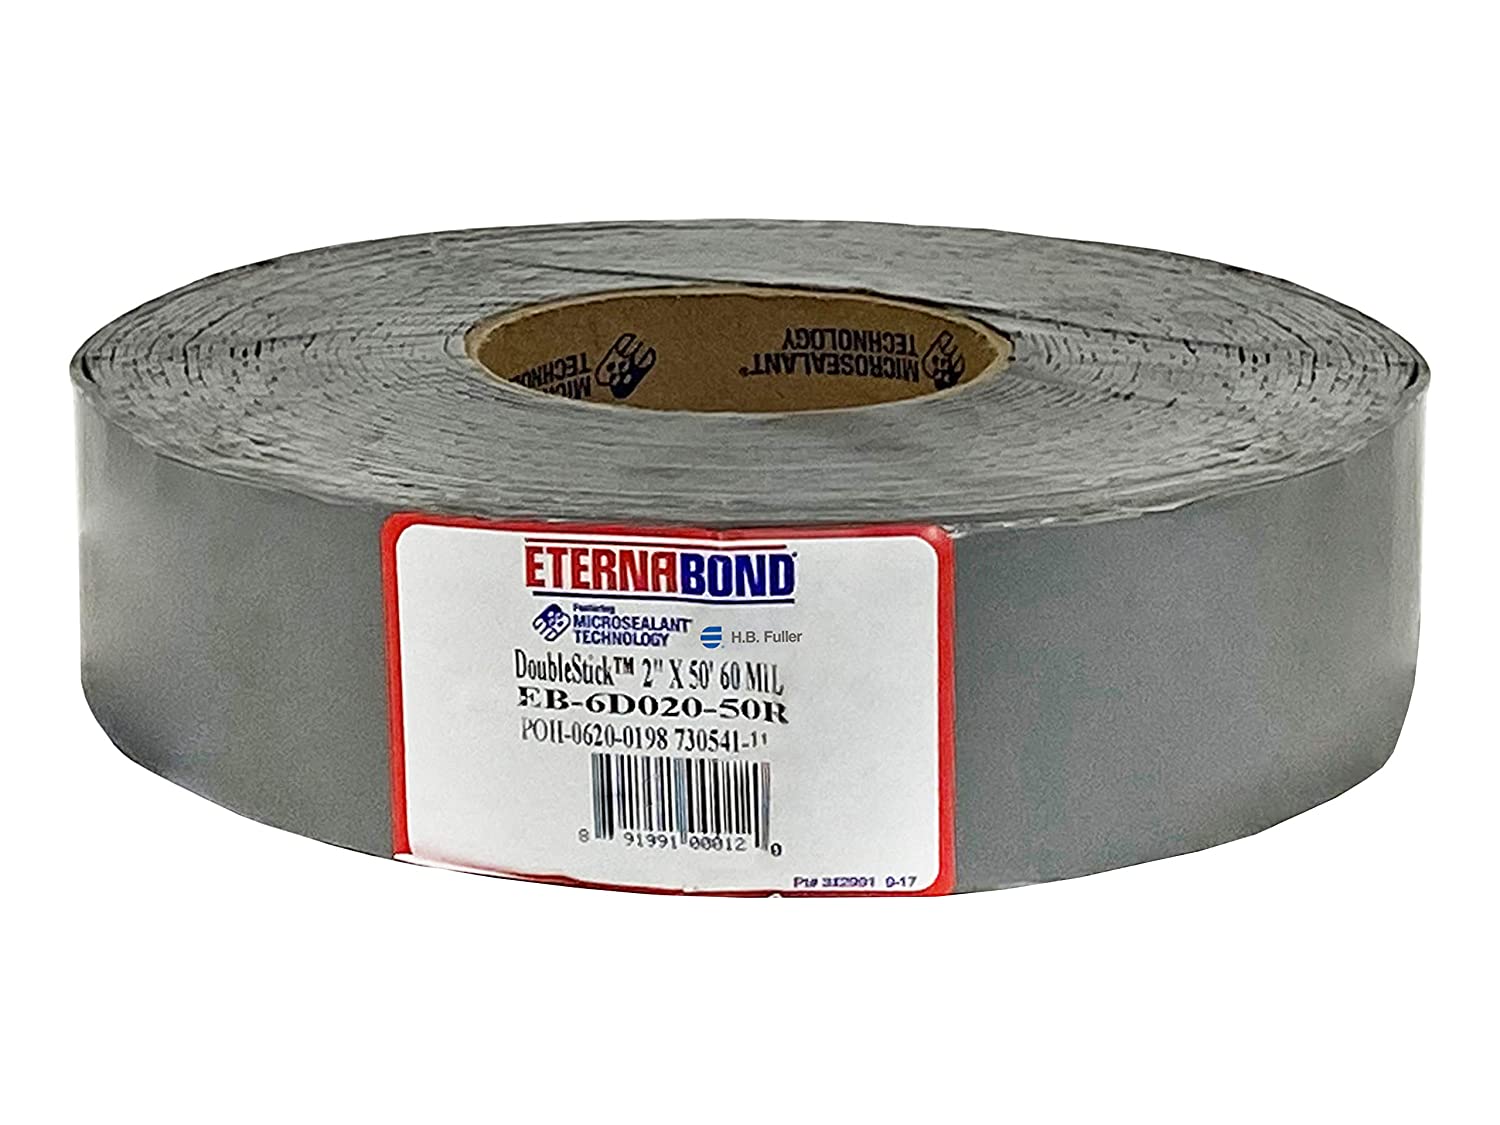 MICROSEALANT®
TECHNOLOGY
ETERNABOND®
Featuring
MICROSEALANT™
TECHNOLOGY
H.B. Fuller
DoubleStick™ 2" X 50' 60 MIL
EB-6D020-50R
POH-0620-0198 730541-11
8 91991 00012 0